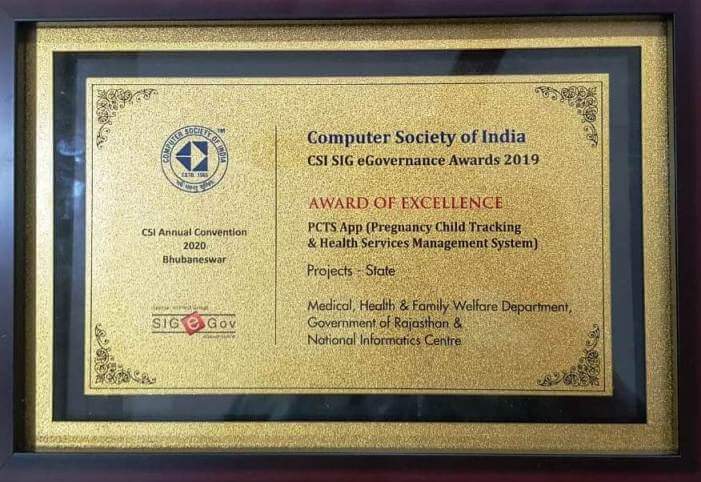 COMPUTER SOCIETY OF INDIA
TM
ESTD. 1965
CSI Annual Convention
2020
Bhubaneswar
SIG e Gov
Computer Society of India
CSI SIG eGovernance Awards 2019
AWARD OF EXCELLENCE
PCTS App (Pregnancy Child Tracking
& Health Services Management System)
Projects - State
Medical, Health & Family Welfare Department,
Government of Rajasthan &
National Informatics Centre